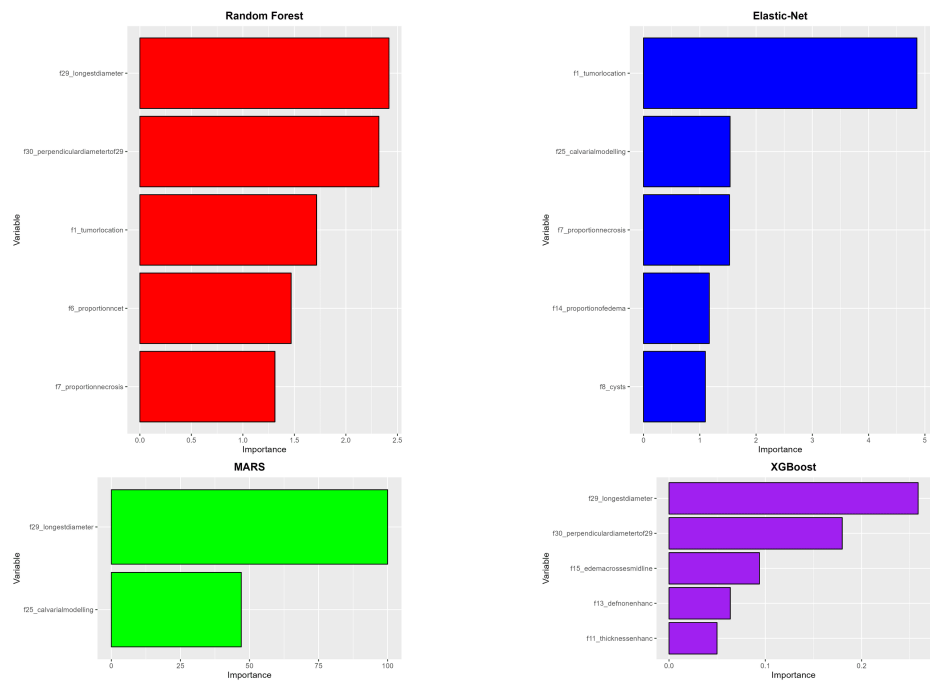 Random Forest
Variable
f29_longestdiameter
f30_perpendiculardiametertof29
f1_tumorlocation
f6_proportionncet
f7_proportionnecrosis
0.0 0.5 1.0 1.5 2.0 2.5
Importance
Elastic-Net
Variable
f1_tumorlocation
f25_calvarialmodelling
f7_proportionnecrosis
f14_proportionofedema
f8_cysts
0 1 2 3 4 5
Importance
MARS
Variable
f29_longestdiameter
f25_calvarialmodelling
0 25 50 75 100
Importance
XGBoost
Variable
f29_longestdiameter
f30_perpendiculardiametertof29
f15_edemacrossesmidline
f13_defnonenhanc
f11_thicknessenhanc
0.0 0.1 0.2
Importance